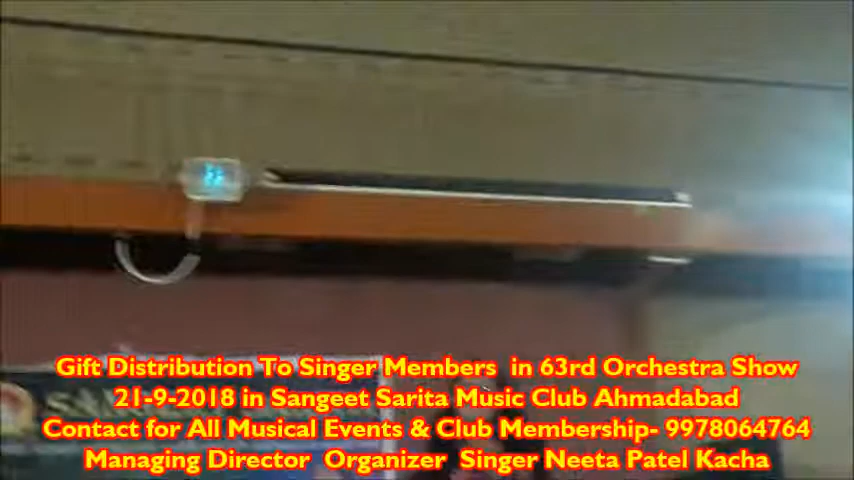 Gift Distribution To Singer Members in 63rd Orchestra Show
21-9-2018 in Sangeet Sarita Music Club Ahmadabad
Contact for All Musical Events & Club Membership- 9978064764
Managing Director Organizer Singer Neeta Patel Kacha